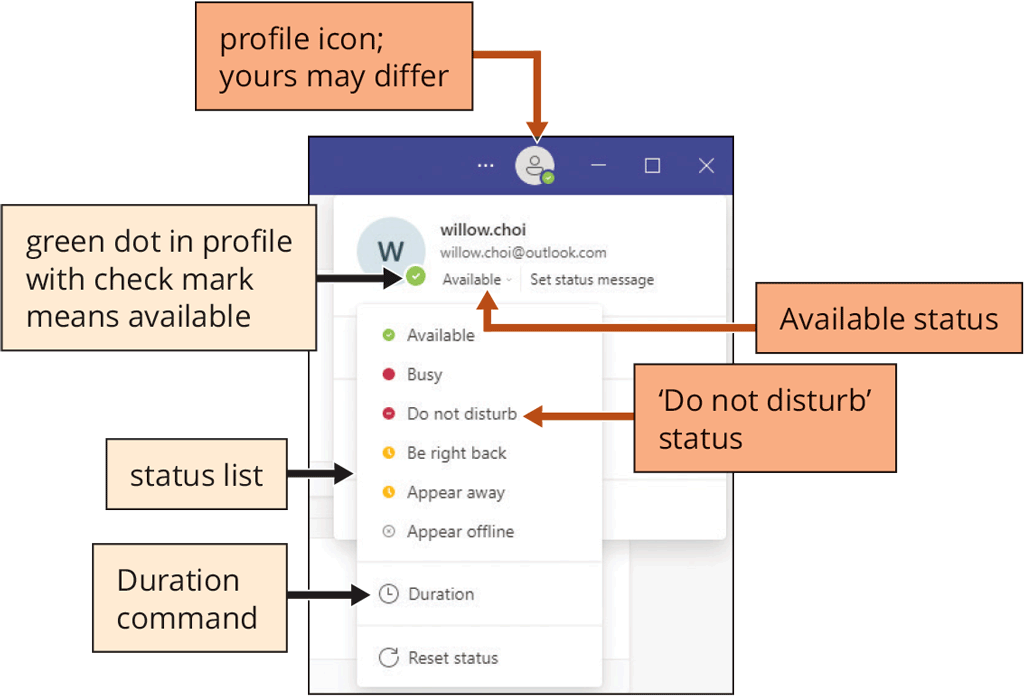 profile icon;
yours may differ
...
willow.choi
W
willow.choi@outlook.com
green dot in profile
with check mark
means available
Available
Set status message
Available status
Available
Busy
Do not disturb
‘Do not disturb’
status
Be right back
status list
Appear away
Appear offline
Duration
command
Duration
Reset status